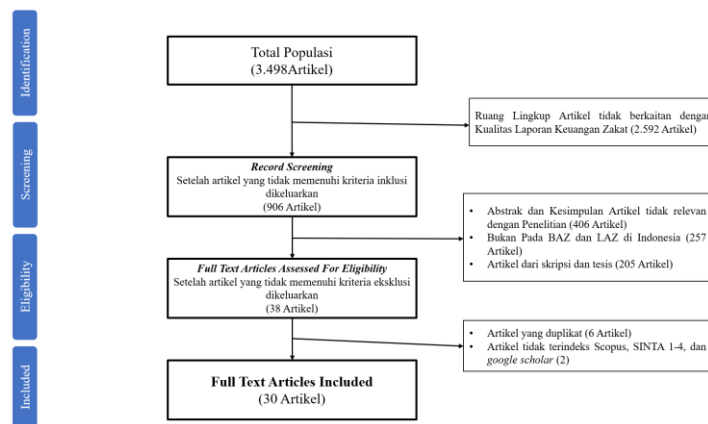 Identification
Total Populasi
(3.498Artikel)
Ruang Lingkup Artikel tidak berkaitan dengan
Kualitas Laporan Keuangan Zakat (2.592 Artikel)
Screening
Record Screening
Setelah artikel yang tidak memenuhi kriteria inklusi
dikeluarkan
(906 Artikel)
• Abstrak dan Kesimpulan Artikel tidak relevan
dengan Penelitian (406 Artikel)
• Bukan Pada BAZ dan LAZ di Indonesia (257
Artikel)
• Artikel dari skripsi dan tesis (205 Artikel)
Eligibility
Full Text Articles Assessed For Eligibility
Setelah artikel yang tidak memenuhi kriteria eksklusi
dikeluarkan
(38 Artikel)
• Artikel yang duplikat (6 Artikel)
• Artikel tidak terindeks Scopus, SINTA 1-4, dan
google scholar (2)
Included
Full Text Articles Included
(30 Artikel)